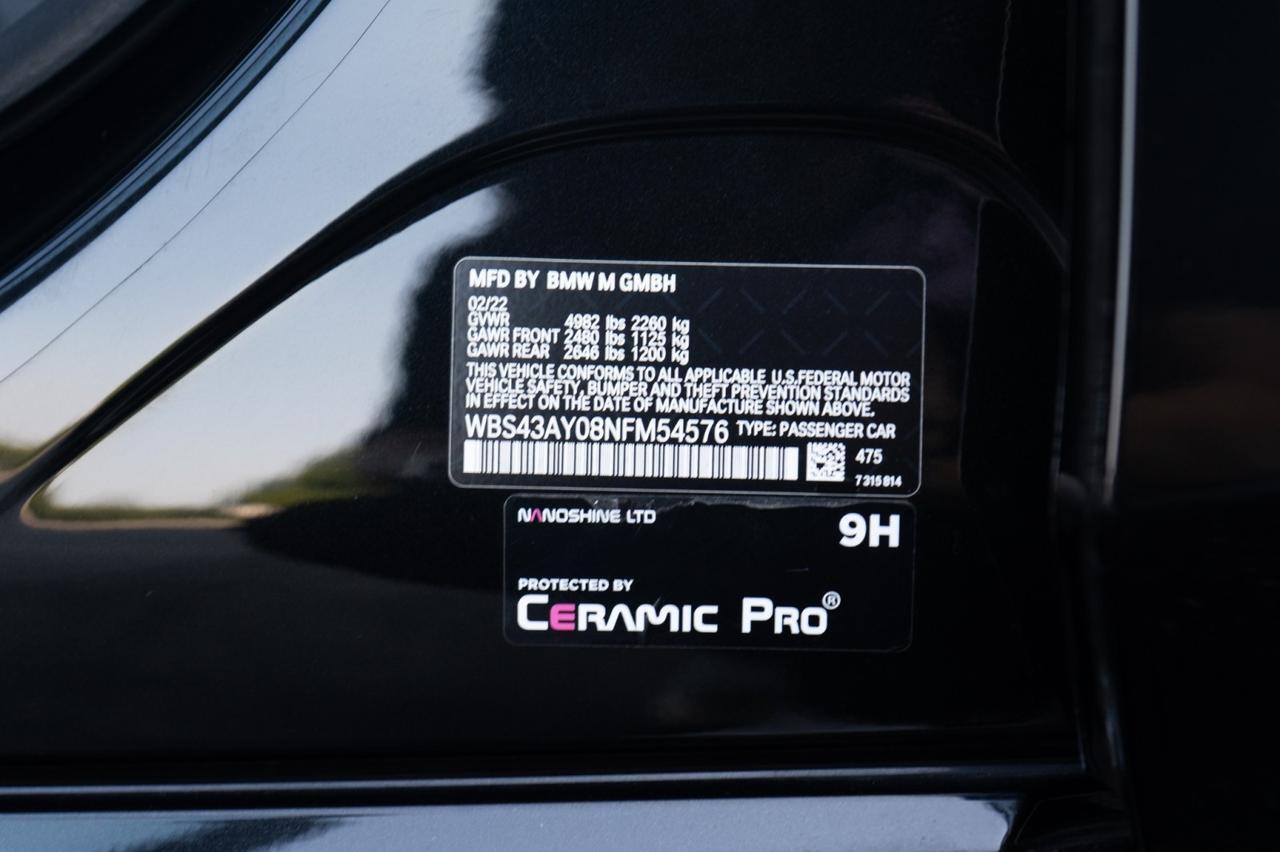 MFD BY BMW M GMBH
02/22
GVWR 4982 lbs 2260 kg
GAWR FRONT 2480 lbs 1125 kg
GAWR REAR 2646 lbs 1200 kg
THIS VEHICLE CONFORMS TO ALL APPLICABLE U.S.FEDERAL MOTOR
VEHICLE SAFETY, BUMPER AND THEFT PREVENTION STANDARDS
IN EFFECT ON THE DATE OF MANUFACTURE SHOWN ABOVE.
WBS43AY08NFM54576 TYPE: PASSENGER CAR
475
7315814
NANOSHINE LTD
9H
PROTECTED BY
CERAMIC PRO®